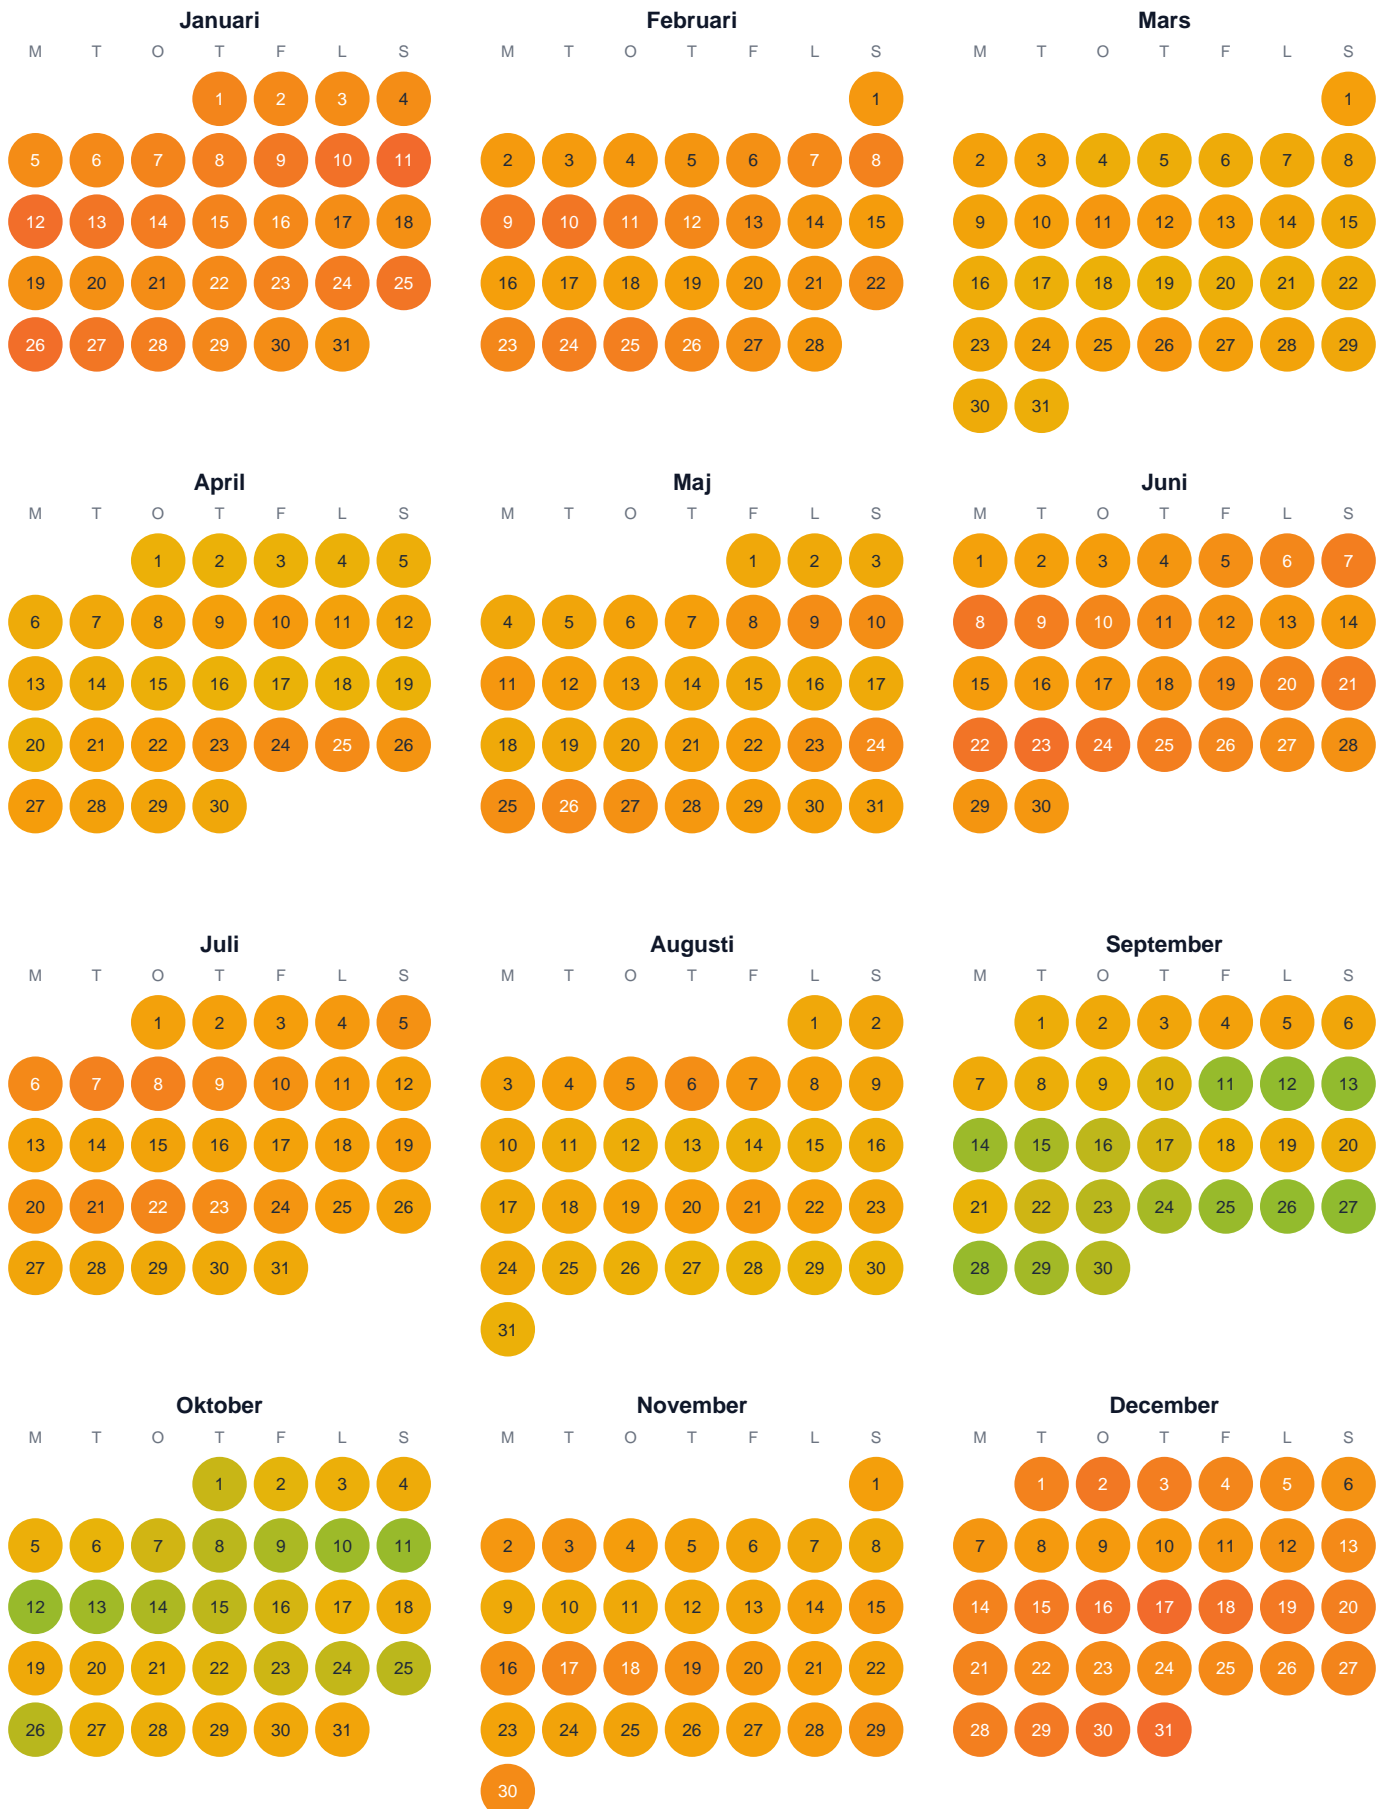 Januari
M T O T F L S
1 2 3 4
5 6 7 8 9 10 11
12 13 14 15 16 17 18
19 20 21 22 23 24 25
26 27 28 29 30 31
Februari
M T O T F L S
1
2 3 4 5 6 7 8
9 10 11 12 13 14 15
16 17 18 19 20 21 22
23 24 25 26 27 28
Mars
M T O T F L S
1
2 3 4 5 6 7 8
9 10 11 12 13 14 15
16 17 18 19 20 21 22
23 24 25 26 27 28 29
30 31
April
M T O T F L S
1 2 3 4 5
6 7 8 9 10 11 12
13 14 15 16 17 18 19
20 21 22 23 24 25 26
27 28 29 30
Maj
M T O T F L S
1 2 3
4 5 6 7 8 9 10
11 12 13 14 15 16 17
18 19 20 21 22 23 24
25 26 27 28 29 30 31
Juni
M T O T F L S
1 2 3 4 5 6 7
8 9 10 11 12 13 14
15 16 17 18 19 20 21
22 23 24 25 26 27 28
29 30
Juli
M T O T F L S
1 2 3 4 5
6 7 8 9 10 11 12
13 14 15 16 17 18 19
20 21 22 23 24 25 26
27 28 29 30 31
Augusti
M T O T F L S
1 2
3 4 5 6 7 8 9
10 11 12 13 14 15 16
17 18 19 20 21 22 23
24 25 26 27 28 29 30
31
September
M T O T F L S
1 2 3 4 5 6
7 8 9 10 11 12 13
14 15 16 17 18 19 20
21 22 23 24 25 26 27
28 29 30
Oktober
M T O T F L S
1 2 3 4
5 6 7 8 9 10 11
12 13 14 15 16 17 18
19 20 21 22 23 24 25
26 27 28 29 30 31
November
M T O T F L S
1
2 3 4 5 6 7 8
9 10 11 12 13 14 15
16 17 18 19 20 21 22
23 24 25 26 27 28 29
30
December
M T O T F L S
1 2 3 4 5 6
7 8 9 10 11 12 13
14 15 16 17 18 19 20
21 22 23 24 25 26 27
28 29 30 31